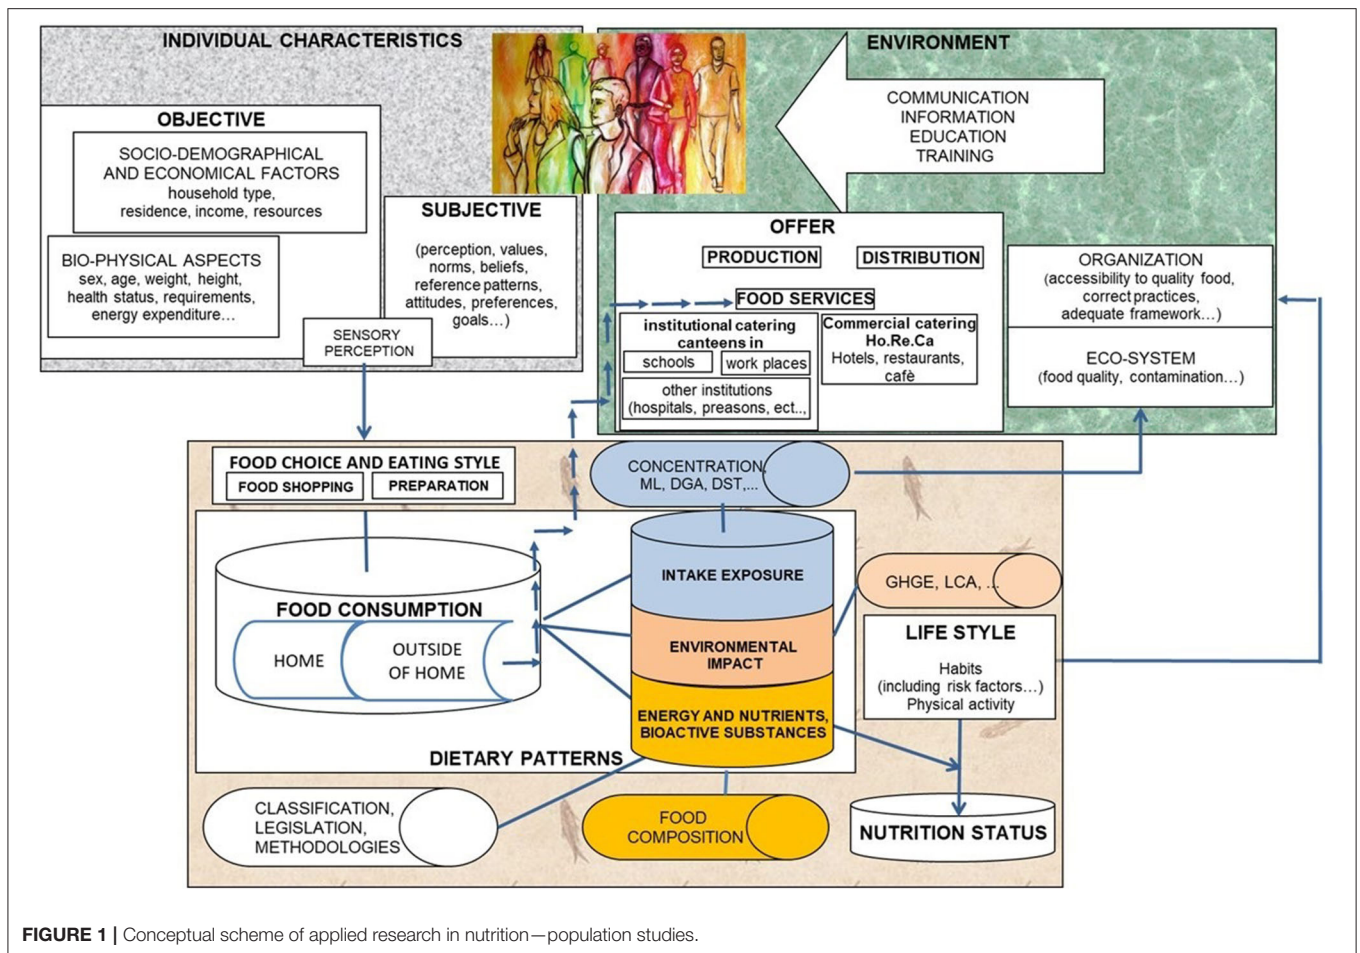 INDIVIDUAL CHARACTERISTICS
OBJECTIVE
SOCIO-DEMOGRAPHICAL
AND ECONOMICAL FACTORS
household type,
residence, income, resources
BIO-PHYSICAL ASPECTS
sex, age, weight, height,
health status, requirements,
energy expenditure...
SUBJECTIVE
(perception, values,
norms, beliefs,
reference patterns,
attitudes, preferences,
goals...)
SENSORY
PERCEPTION
ENVIRONMENT
COMMUNICATION
INFORMATION
EDUCATION
TRAINING
OFFER
PRODUCTION
DISTRIBUTION
FOOD SERVICES
institutional catering
canteens in
schools
work places
other institutions
(hospitals, preasons, ect..,
Commercial catering
Ho.Re.Ca
Hotels, restaurants,
cafè
ORGANIZATION
(accessibility to quality food,
correct practices,
adequate framework...)
ECO-SYSTEM
(food quality, contamination...)
FOOD CHOICE AND EATING STYLE
FOOD SHOPPING
PREPARATION
CONCENTRATION,
ML, DGA, DST,...
FOOD CONSUMPTION
HOME
OUTSIDE
OF HOME
INTAKE EXPOSURE
ENVIRONMENTAL
IMPACT
ENERGY AND NUTRIENTS,
BIOACTIVE SUBSTANCES
DIETARY PATTERNS
GHGE, LCA, ...
LIFE STYLE
Habits
(including risk factors...)
Physical activity
CLASSIFICATION,
LEGISLATION,
METHODOLOGIES
FOOD
COMPOSITION
NUTRITION STATUS
FIGURE 1 | Conceptual scheme of applied research in nutrition—population studies.